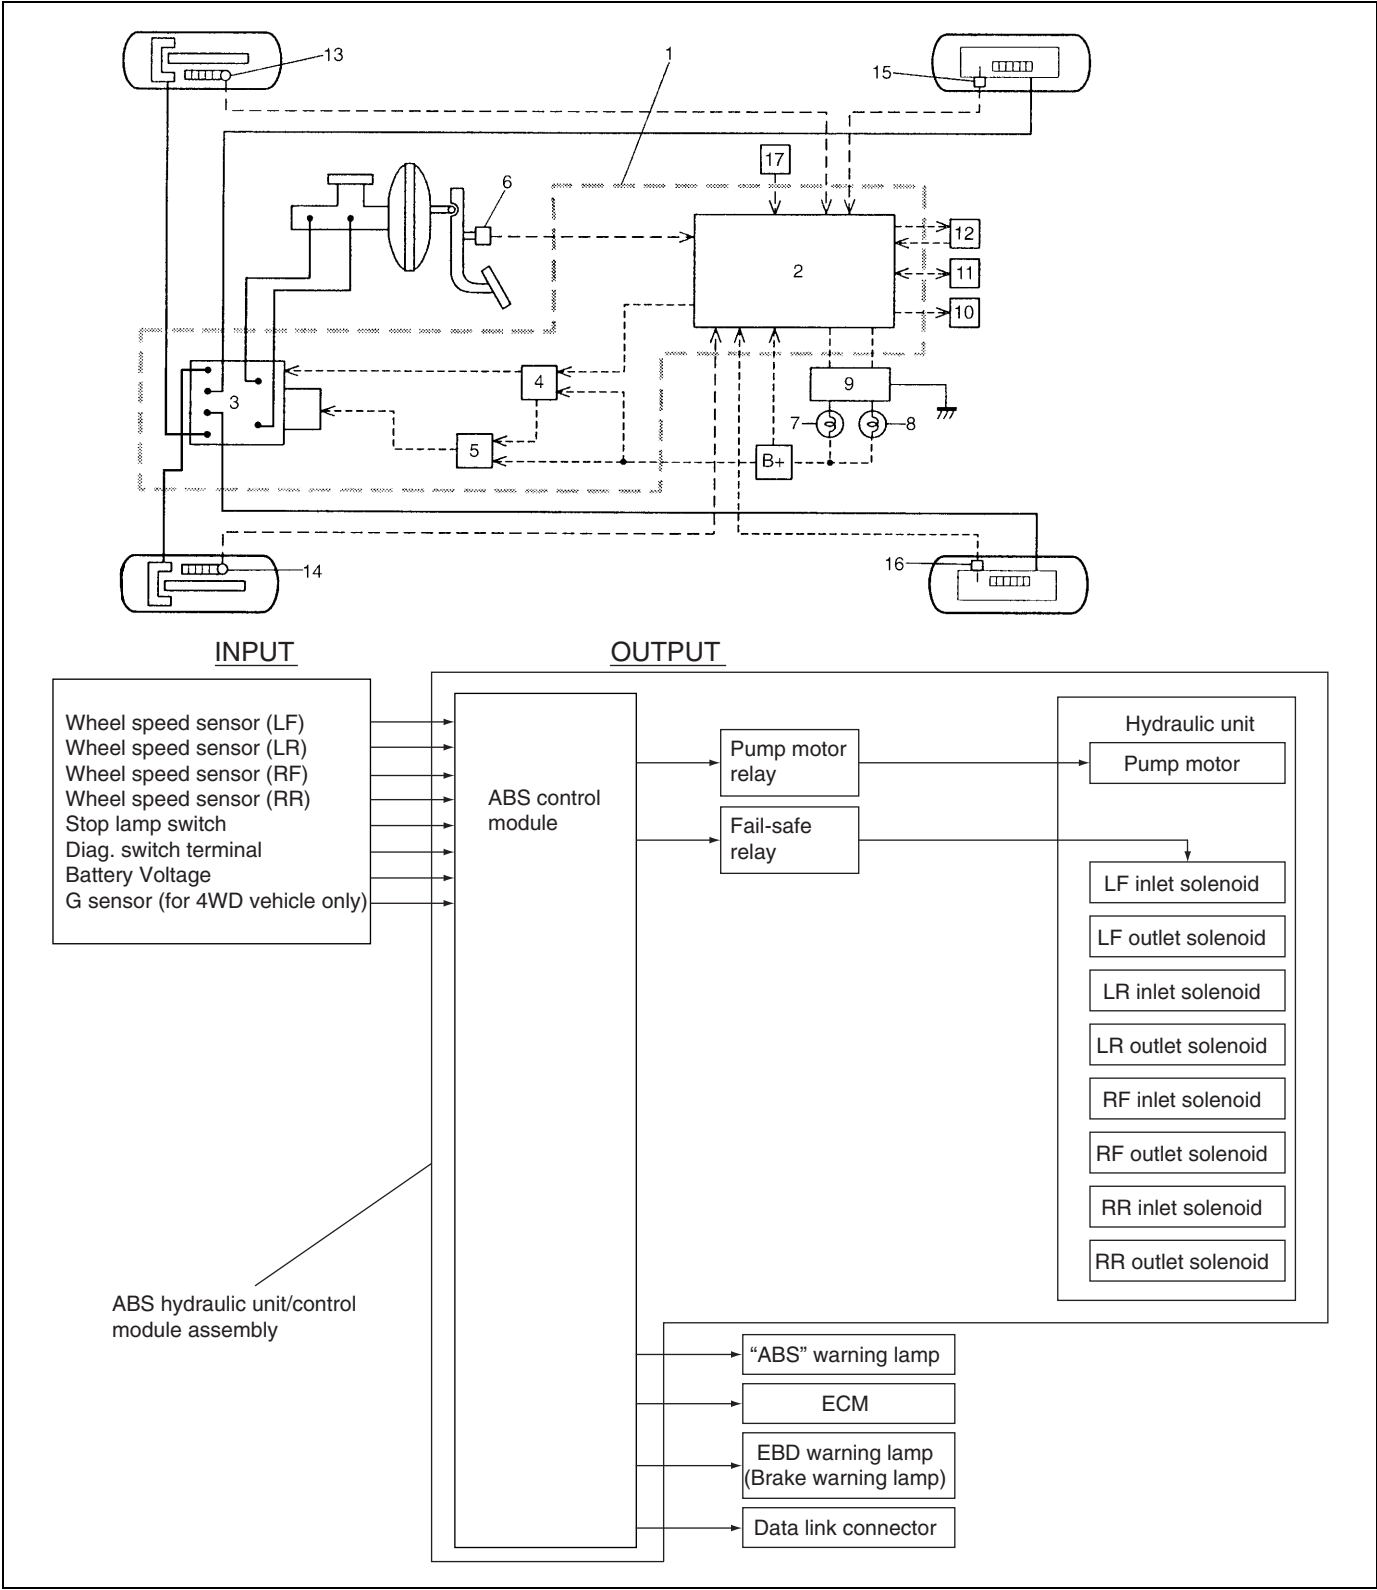 13
1
15
17
6
12
2
11
10
4
9
3
7
8
5
B+
14
16
INPUT
OUTPUT
Wheel speed sensor (LF)
Wheel speed sensor (LR)
Wheel speed sensor (RF)
Wheel speed sensor (RR)
Stop lamp switch
Diag. switch terminal
Battery Voltage
G sensor (for 4WD vehicle only)
ABS control
module
Pump motor
relay
Fail-safe
relay
Hydraulic unit
Pump motor
LF inlet solenoid
LF outlet solenoid
LR inlet solenoid
LR outlet solenoid
RF inlet solenoid
RF outlet solenoid
RR inlet solenoid
RR outlet solenoid
ABS hydraulic unit/control
module assembly
“ABS” warning lamp
ECM
EBD warning lamp
(Brake warning lamp)
Data link connector